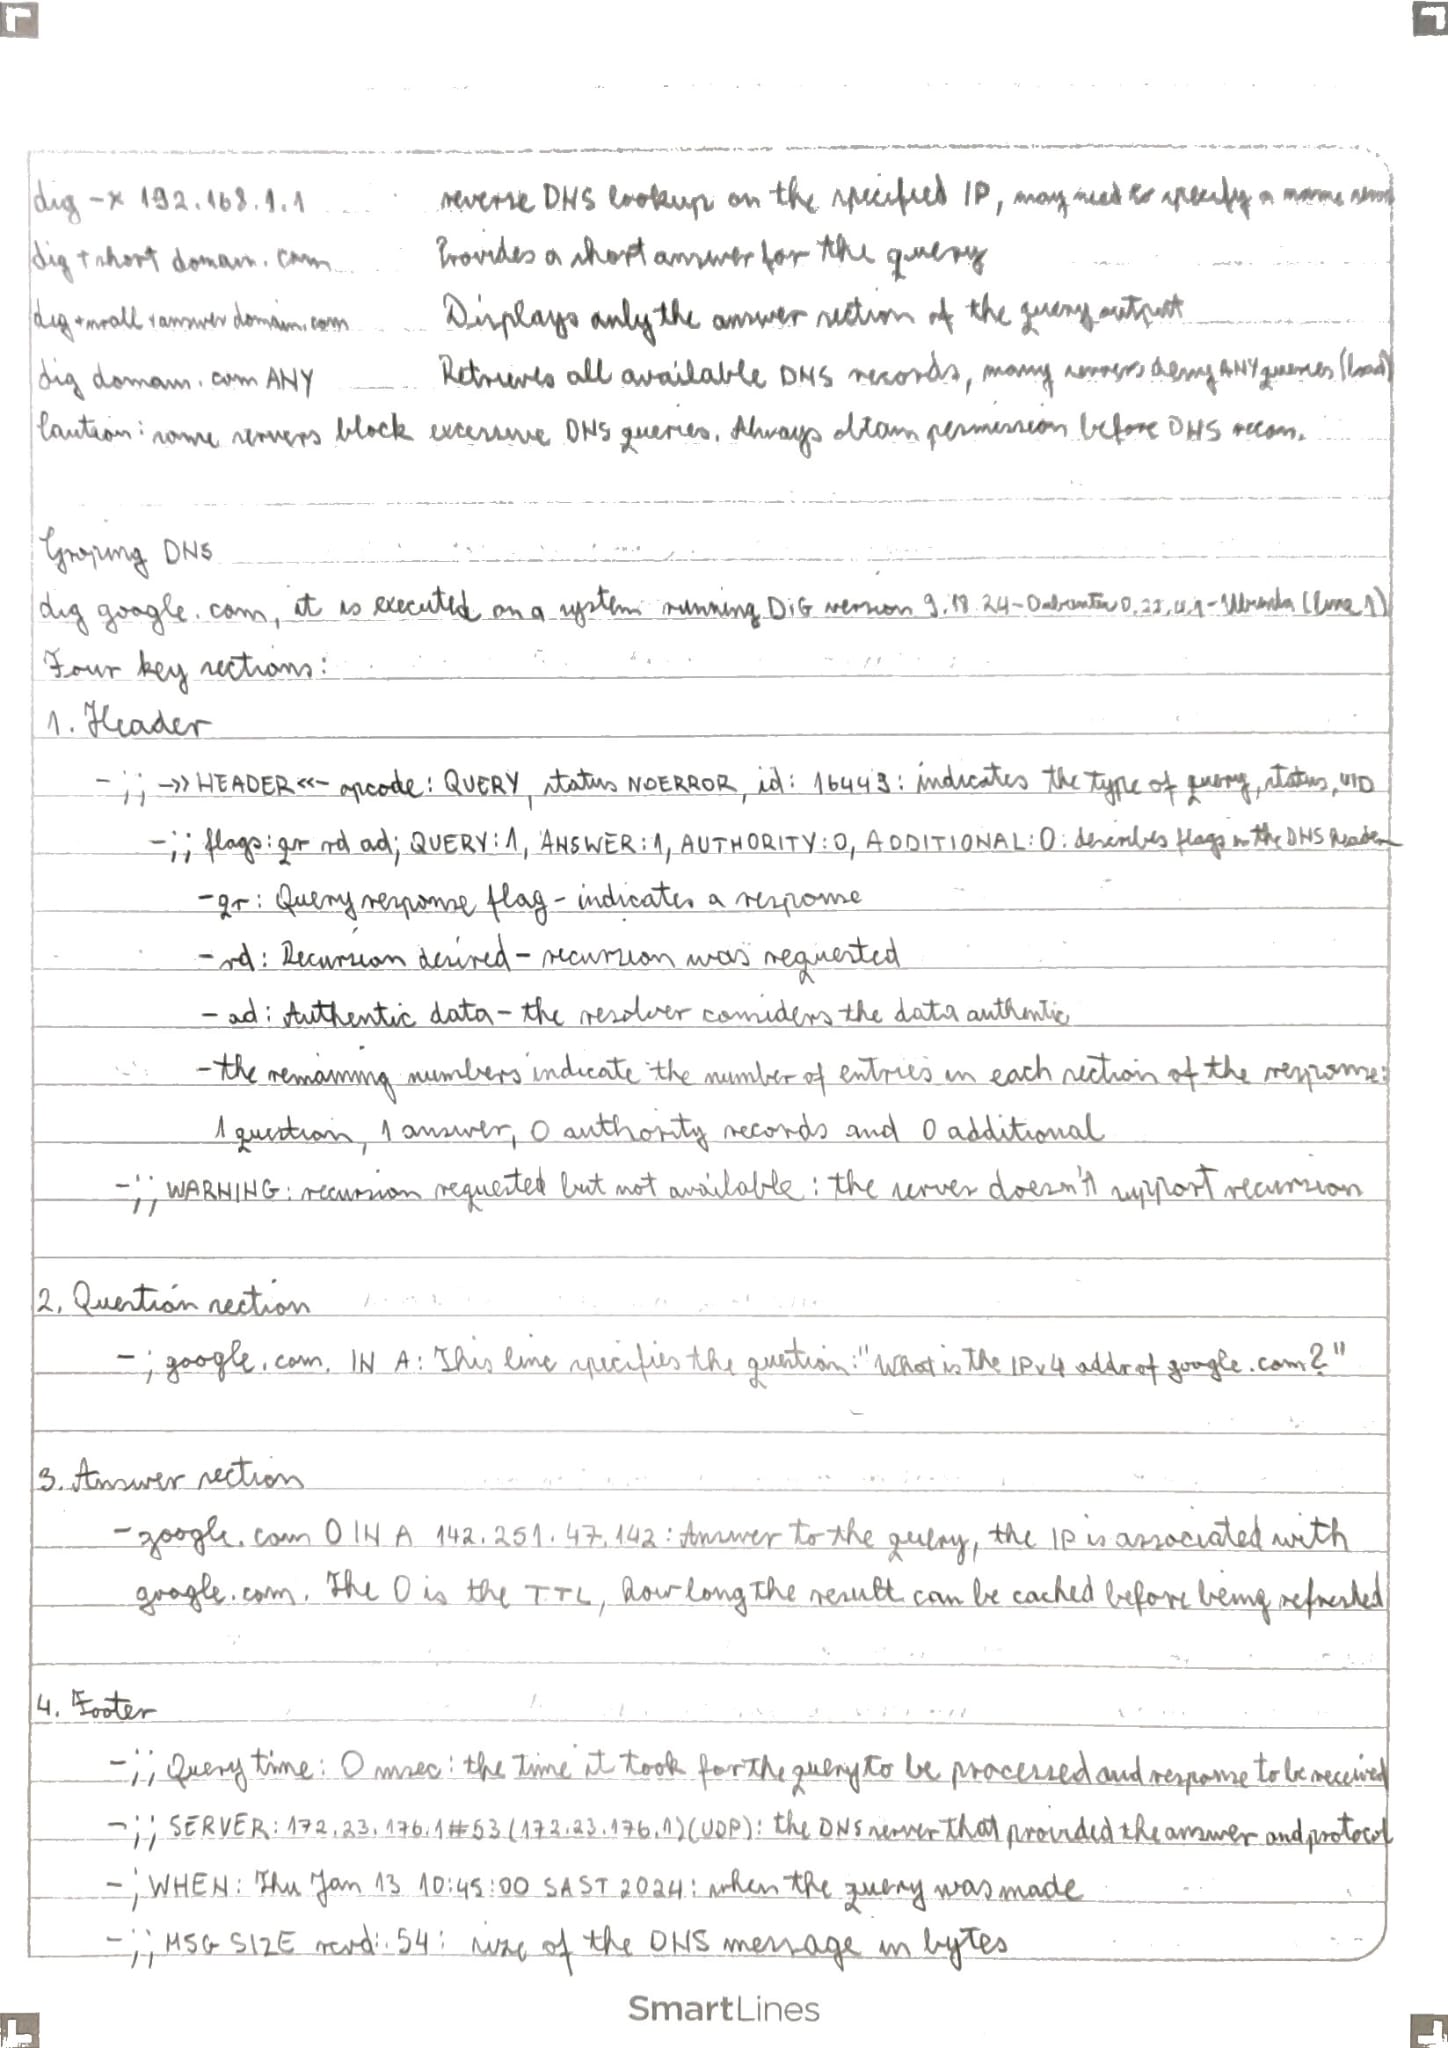 dig -x 192.168.1.1 reverse DNS lookup on the specified IP, may need to specify a name server
dig +short domain.com Provides a short answer for the query
dig +noall +answer domain.com Displays only the answer section of the query output
dig domain.com ANY Retrieves all available DNS records, many servers deny ANY queries (load)
Caution: some servers block excessive DNS queries. Always obtain permission before DNS recon.
Groping DNS
dig google.com, it is executed on a system running DiG version 9.18.24-0ubuntu0.22.04.1-Ubuntu (line 1)
Four key sections:
1. Header
-;; ->>HEADER<<- opcode: QUERY, status NOERROR, id: 16449: indicates the type of query, status, UID
-;; flags: qr rd ad; QUERY: 1, ANSWER: 1, AUTHORITY: 0, ADDITIONAL: 0: describes flags in the DNS header
- qr: Query response flag - indicates a response
- rd: Recursion desired - recursion was requested
- ad: Authentic data - the resolver considers the data authentic
- the remaining numbers indicate the number of entries in each section of the response:
1 question, 1 answer, 0 authority records and 0 additional
-;; WARNING: recursion requested but not available: the server doesn't support recursion
2. Question section
-; google.com. IN A: This line specifies the question: "What is the IPv4 addr of google.com?"
3. Answer section
- google.com 0 IN A 142.251.47.142: Answer to the query, the IP is associated with
google.com. The 0 is the TTL, how long the result can be cached before being refreshed
4. Footer
-;; Query time: 0 msec: the time it took for the query to be processed and response to be received
-;; SERVER: 172.23.176.1#53 (172.23.176.1)(UDP): the DNS server that provided the answer and protocol
-; WHEN: Thu Jan 13 10:45:00 SAST 2024: when the query was made
-;; MSG SIZE rcvd: 54: size of the DNS message in bytes
SmartLines